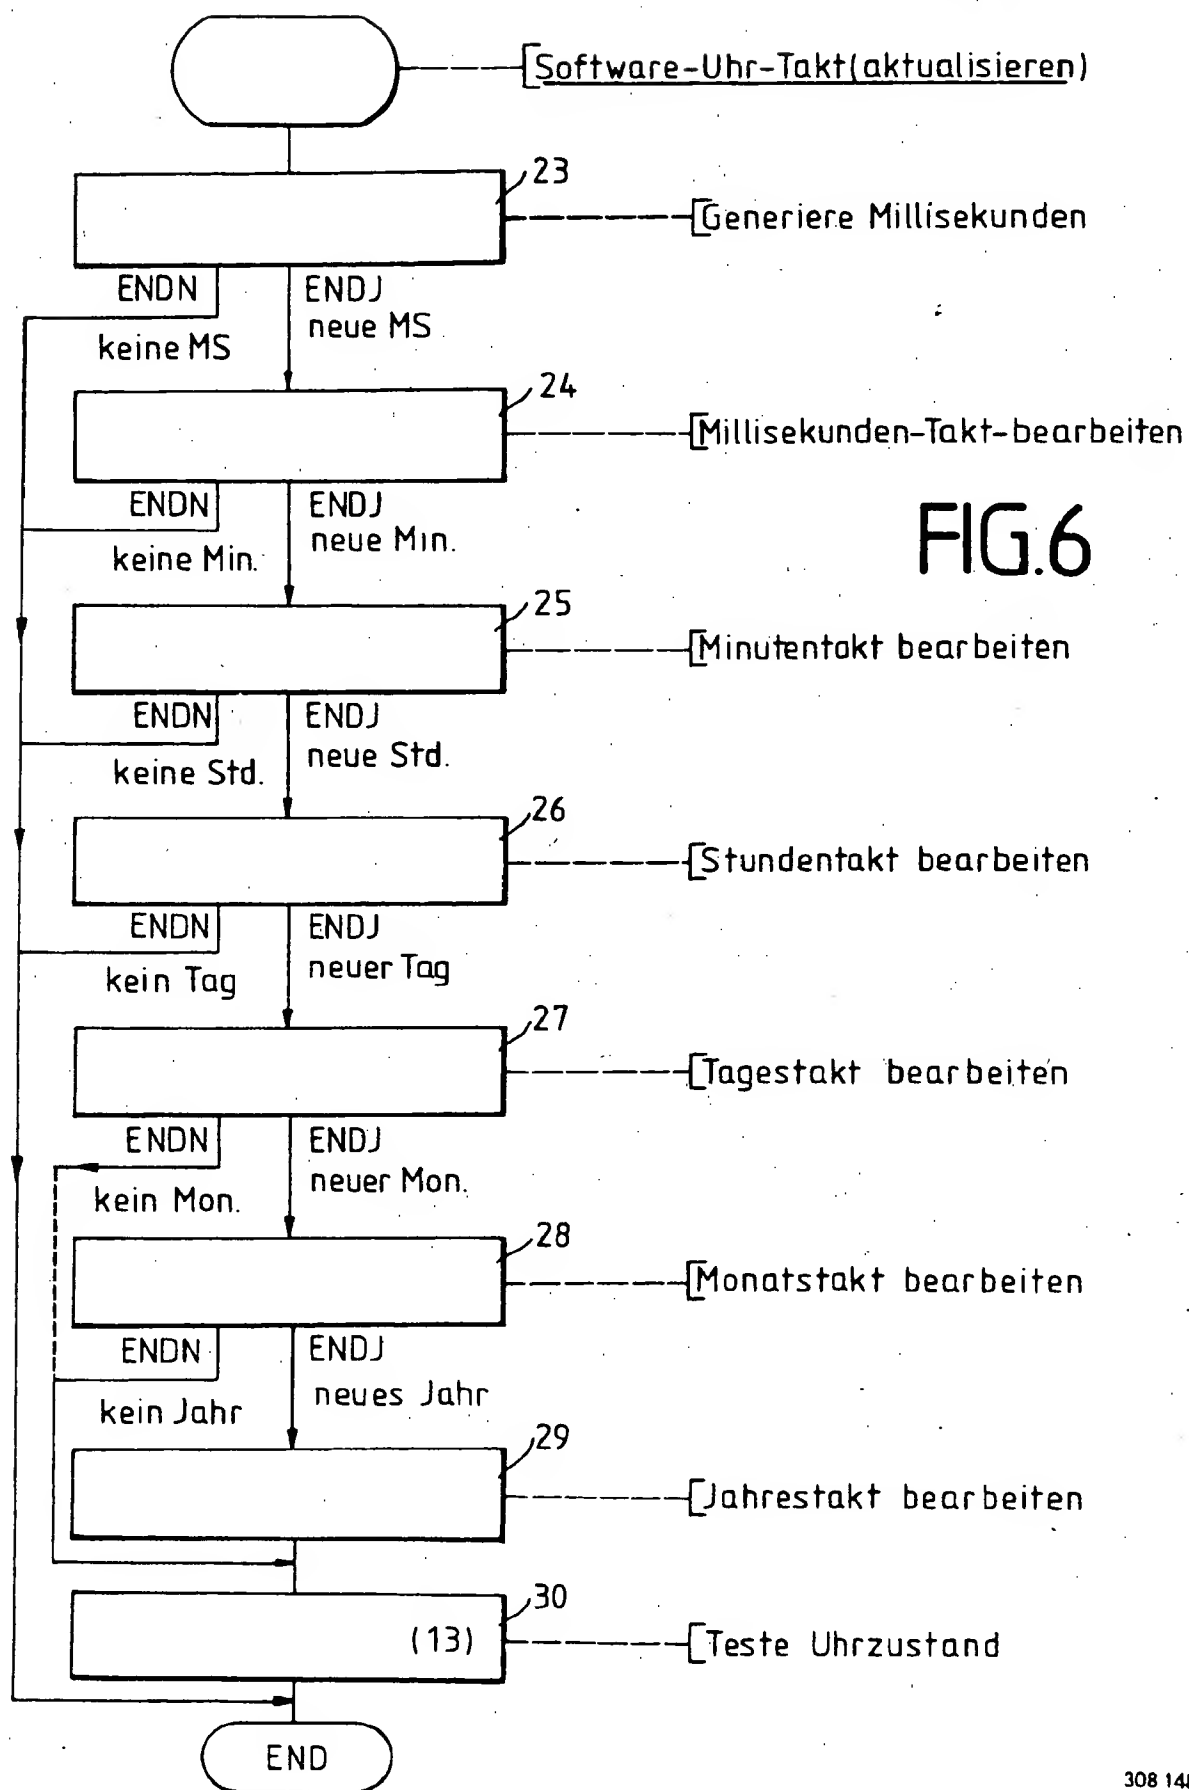 Software-Uhr-Takt(aktualisieren)
23
Generiere Millisekunden
ENDN
ENDJ
keine MS
neue MS
24
Millisekunden-Takt-bearbeiten
ENDN
ENDJ
keine Min.
neue Min.
FIG.6
25
Minutentakt bearbeiten
ENDN
ENDJ
keine Std.
neue Std.
26
Stundentakt bearbeiten
ENDN
ENDJ
kein Tag
neuer Tag
27
Tagestakt bearbeiten
ENDN
ENDJ
kein Mon.
neuer Mon.
28
Monatstakt bearbeiten
ENDN
ENDJ
kein Jahr
neues Jahr
29
Jahrestakt bearbeiten
30
(13)
Teste Uhrzustand
END